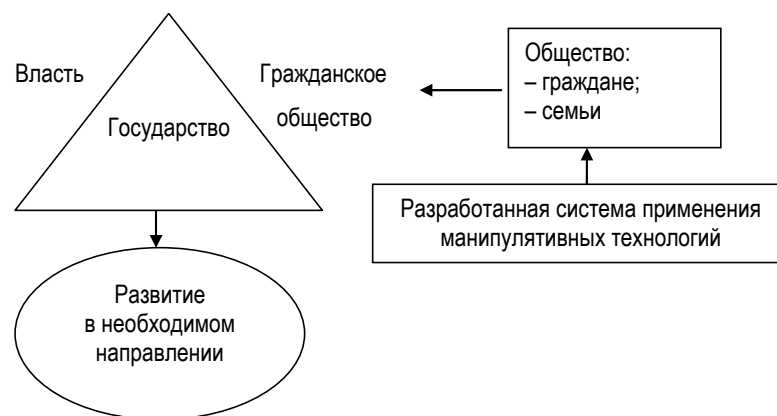 Власть
Государство
Гражданское
общество
Общество:
– граждане;
– семьи
Разработанная система применения
манипулятивных технологий
Развитие
в необходимом
направлении